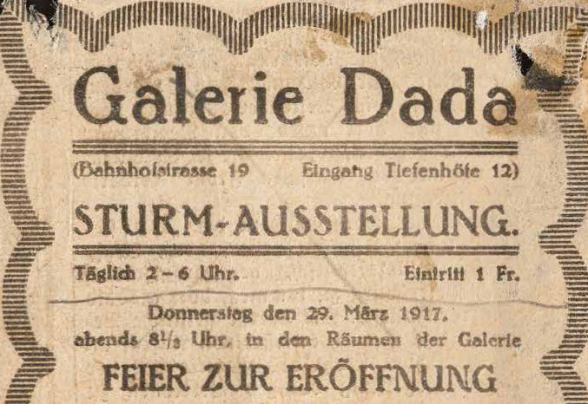 Galerie Dada
(Bahnhofstrasse 19 Eingang Tiefenhöfe 12)
STURM-AUSSTELLUNG.
Täglich 2–6 Uhr. Eintritt 1 Fr.
Donnerstag den 29. März 1917.
abends 8½ Uhr, in den Räumen der Galerie
FEIER ZUR ERÖFFNUNG